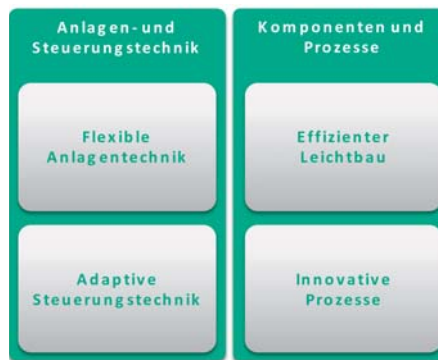 Anlagen- und
Steuerungstechnik
Flexible
Anlagentechnik
Adaptive
Steuerungstechnik
Komponenten und
Prozesse
Effizienter
Leichtbau
Innovative
Prozesse